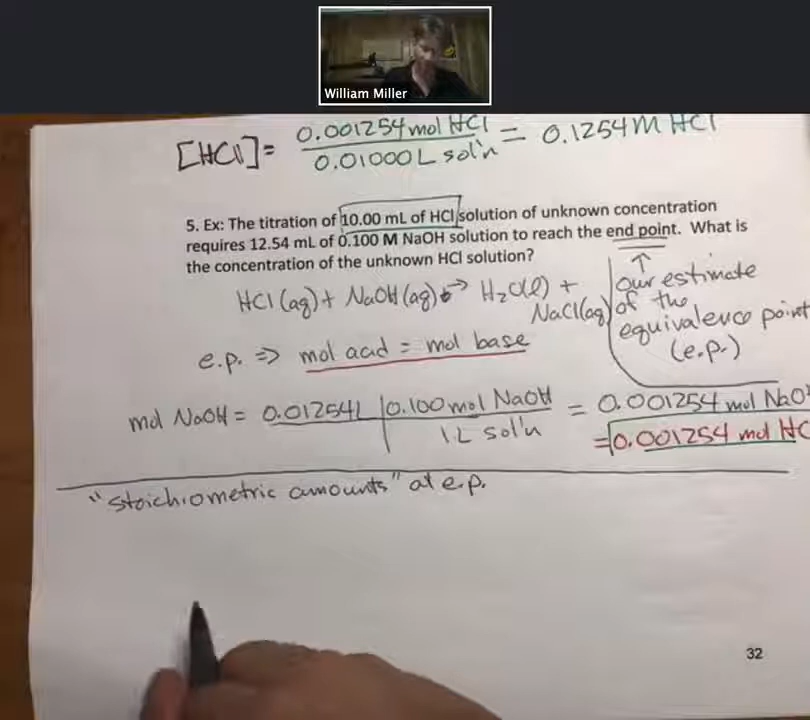 William Miller
[HCl] = 0.001254 mol HCl / 0.01000 L sol'n = 0.1254 M HCl
5. Ex: The titration of 10.00 mL of HCl solution of unknown concentration
requires 12.54 mL of 0.100 M NaOH solution to reach the end point. What is
the concentration of the unknown HCl solution?
HCl (aq) + NaOH (aq) → H₂O(l) +
NaCl(aq)
our estimate
of the
equivalence point
(e.p.)
e.p. ⇒ mol acid = mol base
mol NaOH = 0.01254 L | 0.100 mol NaOH / 1 L sol'n = 0.001254 mol NaO
= 0.001254 mol HC
"stoichiometric amounts" at e.p.
32